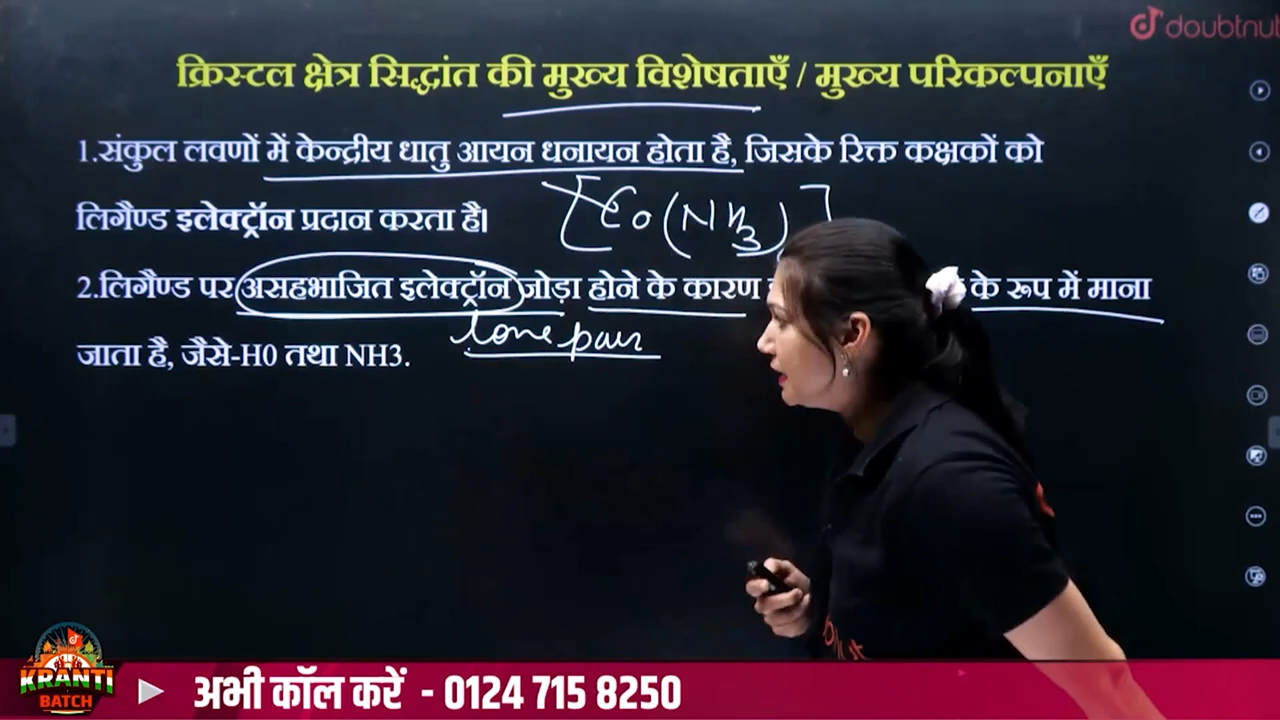 doubtnut
क्रिस्टल क्षेत्र सिद्धांत की मुख्य विशेषताएँ / मुख्य परिकल्पनाएँ
1.संकुल लवणों में केन्द्रीय धातु आयन धनायन होता है, जिसके रिक्त कक्षकों को
लिगैण्ड इलेक्ट्रॉन प्रदान करता है।
[Co(NH3)]
2.लिगैण्ड पर असहभाजित इलेक्ट्रॉन जोड़ा होने के कारण के रूप में माना
lone pair
जाता है, जैसे-H0 तथा NH3.
KRANTI
BATCH
अभी कॉल करें - 0124 715 8250